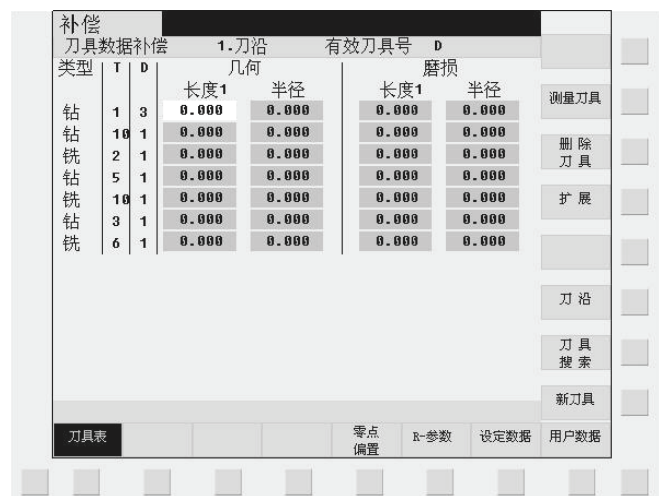 补偿
刀具数据补偿 1.刀沿 有效刀具号 D
类型 T D 几何 磨损
长度1 半径 长度1 半径
钻 1 3 0.000 0.000 0.000 0.000
钻 10 1 0.000 0.000 0.000 0.000
铣 2 1 0.000 0.000 0.000 0.000
钻 5 1 0.000 0.000 0.000 0.000
铣 10 1 0.000 0.000 0.000 0.000
钻 3 1 0.000 0.000 0.000 0.000
铣 6 1 0.000 0.000 0.000 0.000
测量刀具
删除
刀具
扩展
刀沿
刀具
搜索
新刀具
刀具表
零点
偏置
R-参数
设定数据
用户数据